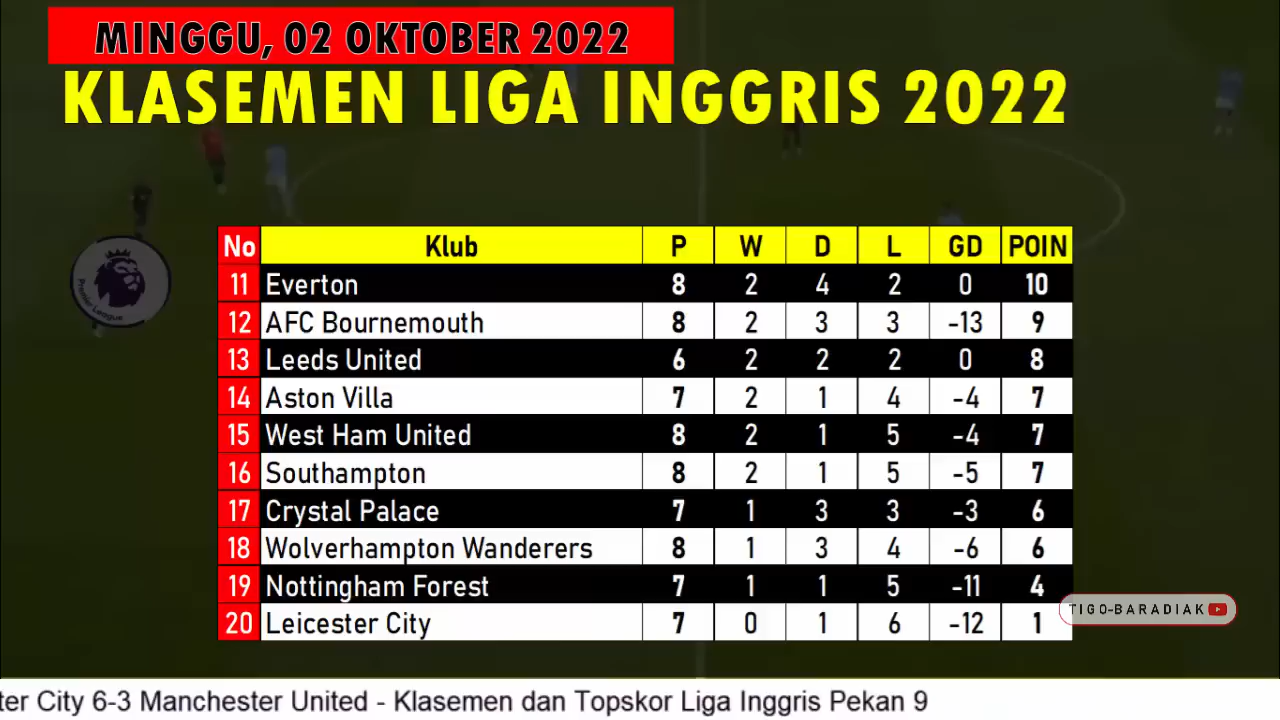 MINGGU, 02 OKTOBER 2022
KLASEMEN LIGA INGGRIS 2022
No Klub P W D L GD POIN
11 Everton 8 2 4 2 0 10
12 AFC Bournemouth 8 2 3 3 -13 9
13 Leeds United 6 2 2 2 0 8
14 Aston Villa 7 2 1 4 -4 7
15 West Ham United 8 2 1 5 -4 7
16 Southampton 8 2 1 5 -5 7
17 Crystal Palace 7 1 3 3 -3 6
18 Wolverhampton Wanderers 8 1 3 4 -6 6
19 Nottingham Forest 7 1 1 5 -11 4
20 Leicester City 7 0 1 6 -12 1
Premier League
TIGO-BARADIAK
ter City 6-3 Manchester United - Klasemen dan Topskor Liga Inggris Pekan 9